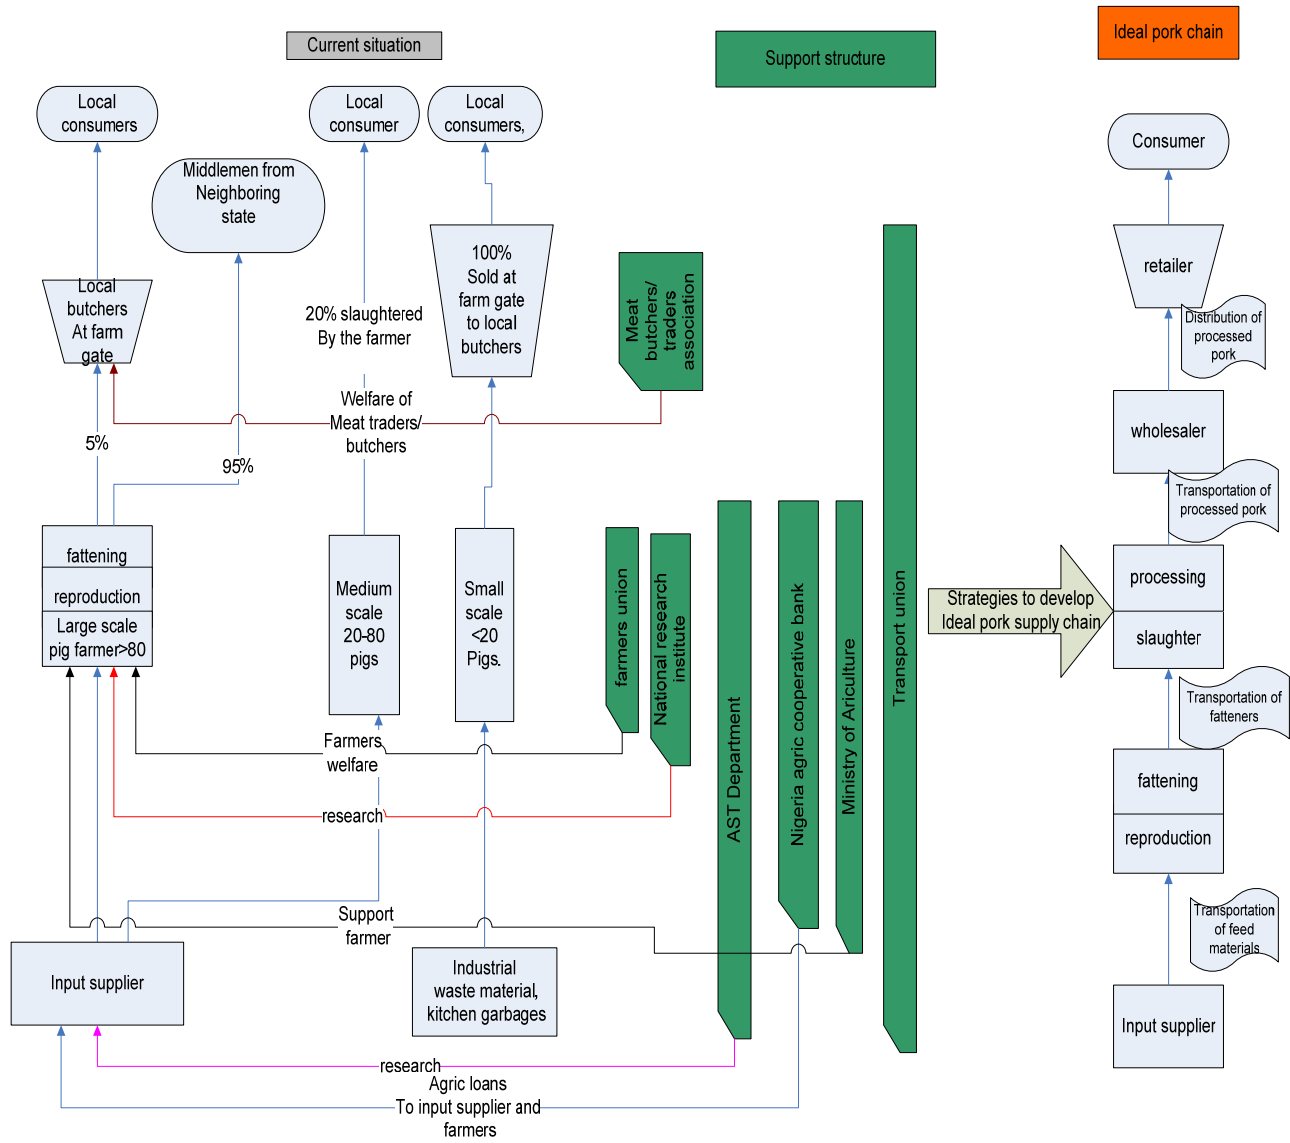 Current situation
Support structure
Ideal pork chain
Local
consumers
Local
consumer
Local
consumers,
Middlemen from
Neighboring
state
Consumer
Local
butchers
At farm
gate
20% slaughtered
By the farmer
100%
Sold at
farm gate
to local
butchers
Meat
butchers/
traders
association
retailer
Distribution of
processed
pork
Welfare of
Meat traders/
butchers
5%
95%
wholesaler
Transportation of
processed pork
fattening
reproduction
Large scale
pig farmer>80
Medium
scale
20-80
pigs
Small
scale
<20
Pigs.
farmers union
National research
institute
AST Department
Nigeria agric cooperative bank
Ministry of Ariculture
Transport union
Strategies to develop
Ideal pork supply chain
processing
slaughter
Transportation of
fatteners
Farmers
welfare
research
fattening
reproduction
Support
farmer
Transportation
of feed
materials
Input supplier
Industrial
waste material,
kitchen garbages
Input supplier
research
Agric loans
To input supplier and
farmers